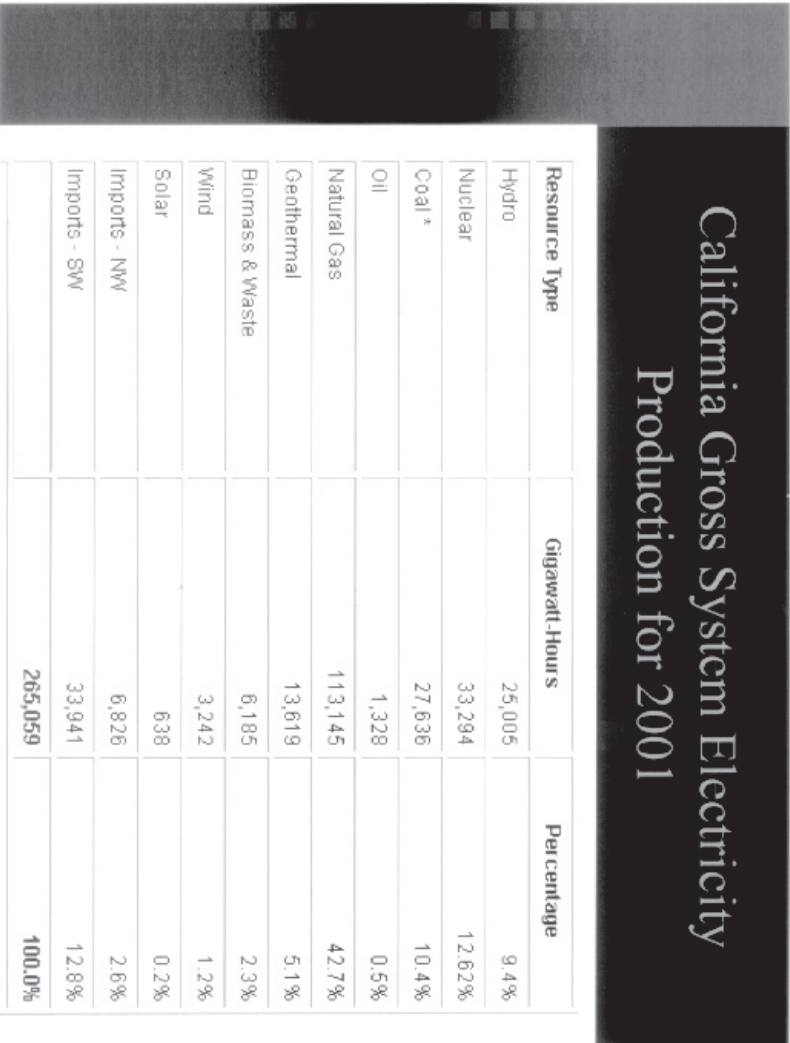 California Gross System Electricity
Production for 2001
Resource Type Gigawatt-Hours Percentage
Hydro 25,005 9.4%
Nuclear 33,294 12.62%
Coal * 27,636 10.4%
Oil 1,328 0.5%
Natural Gas 113,145 42.7%
Geothermal 13,619 5.1%
Biomass & Waste 6,185 2.3%
Wind 3,242 1.2%
Solar 638 0.2%
Imports - NW 6,826 2.6%
Imports - SW 33,941 12.8%
265,059 100.0%